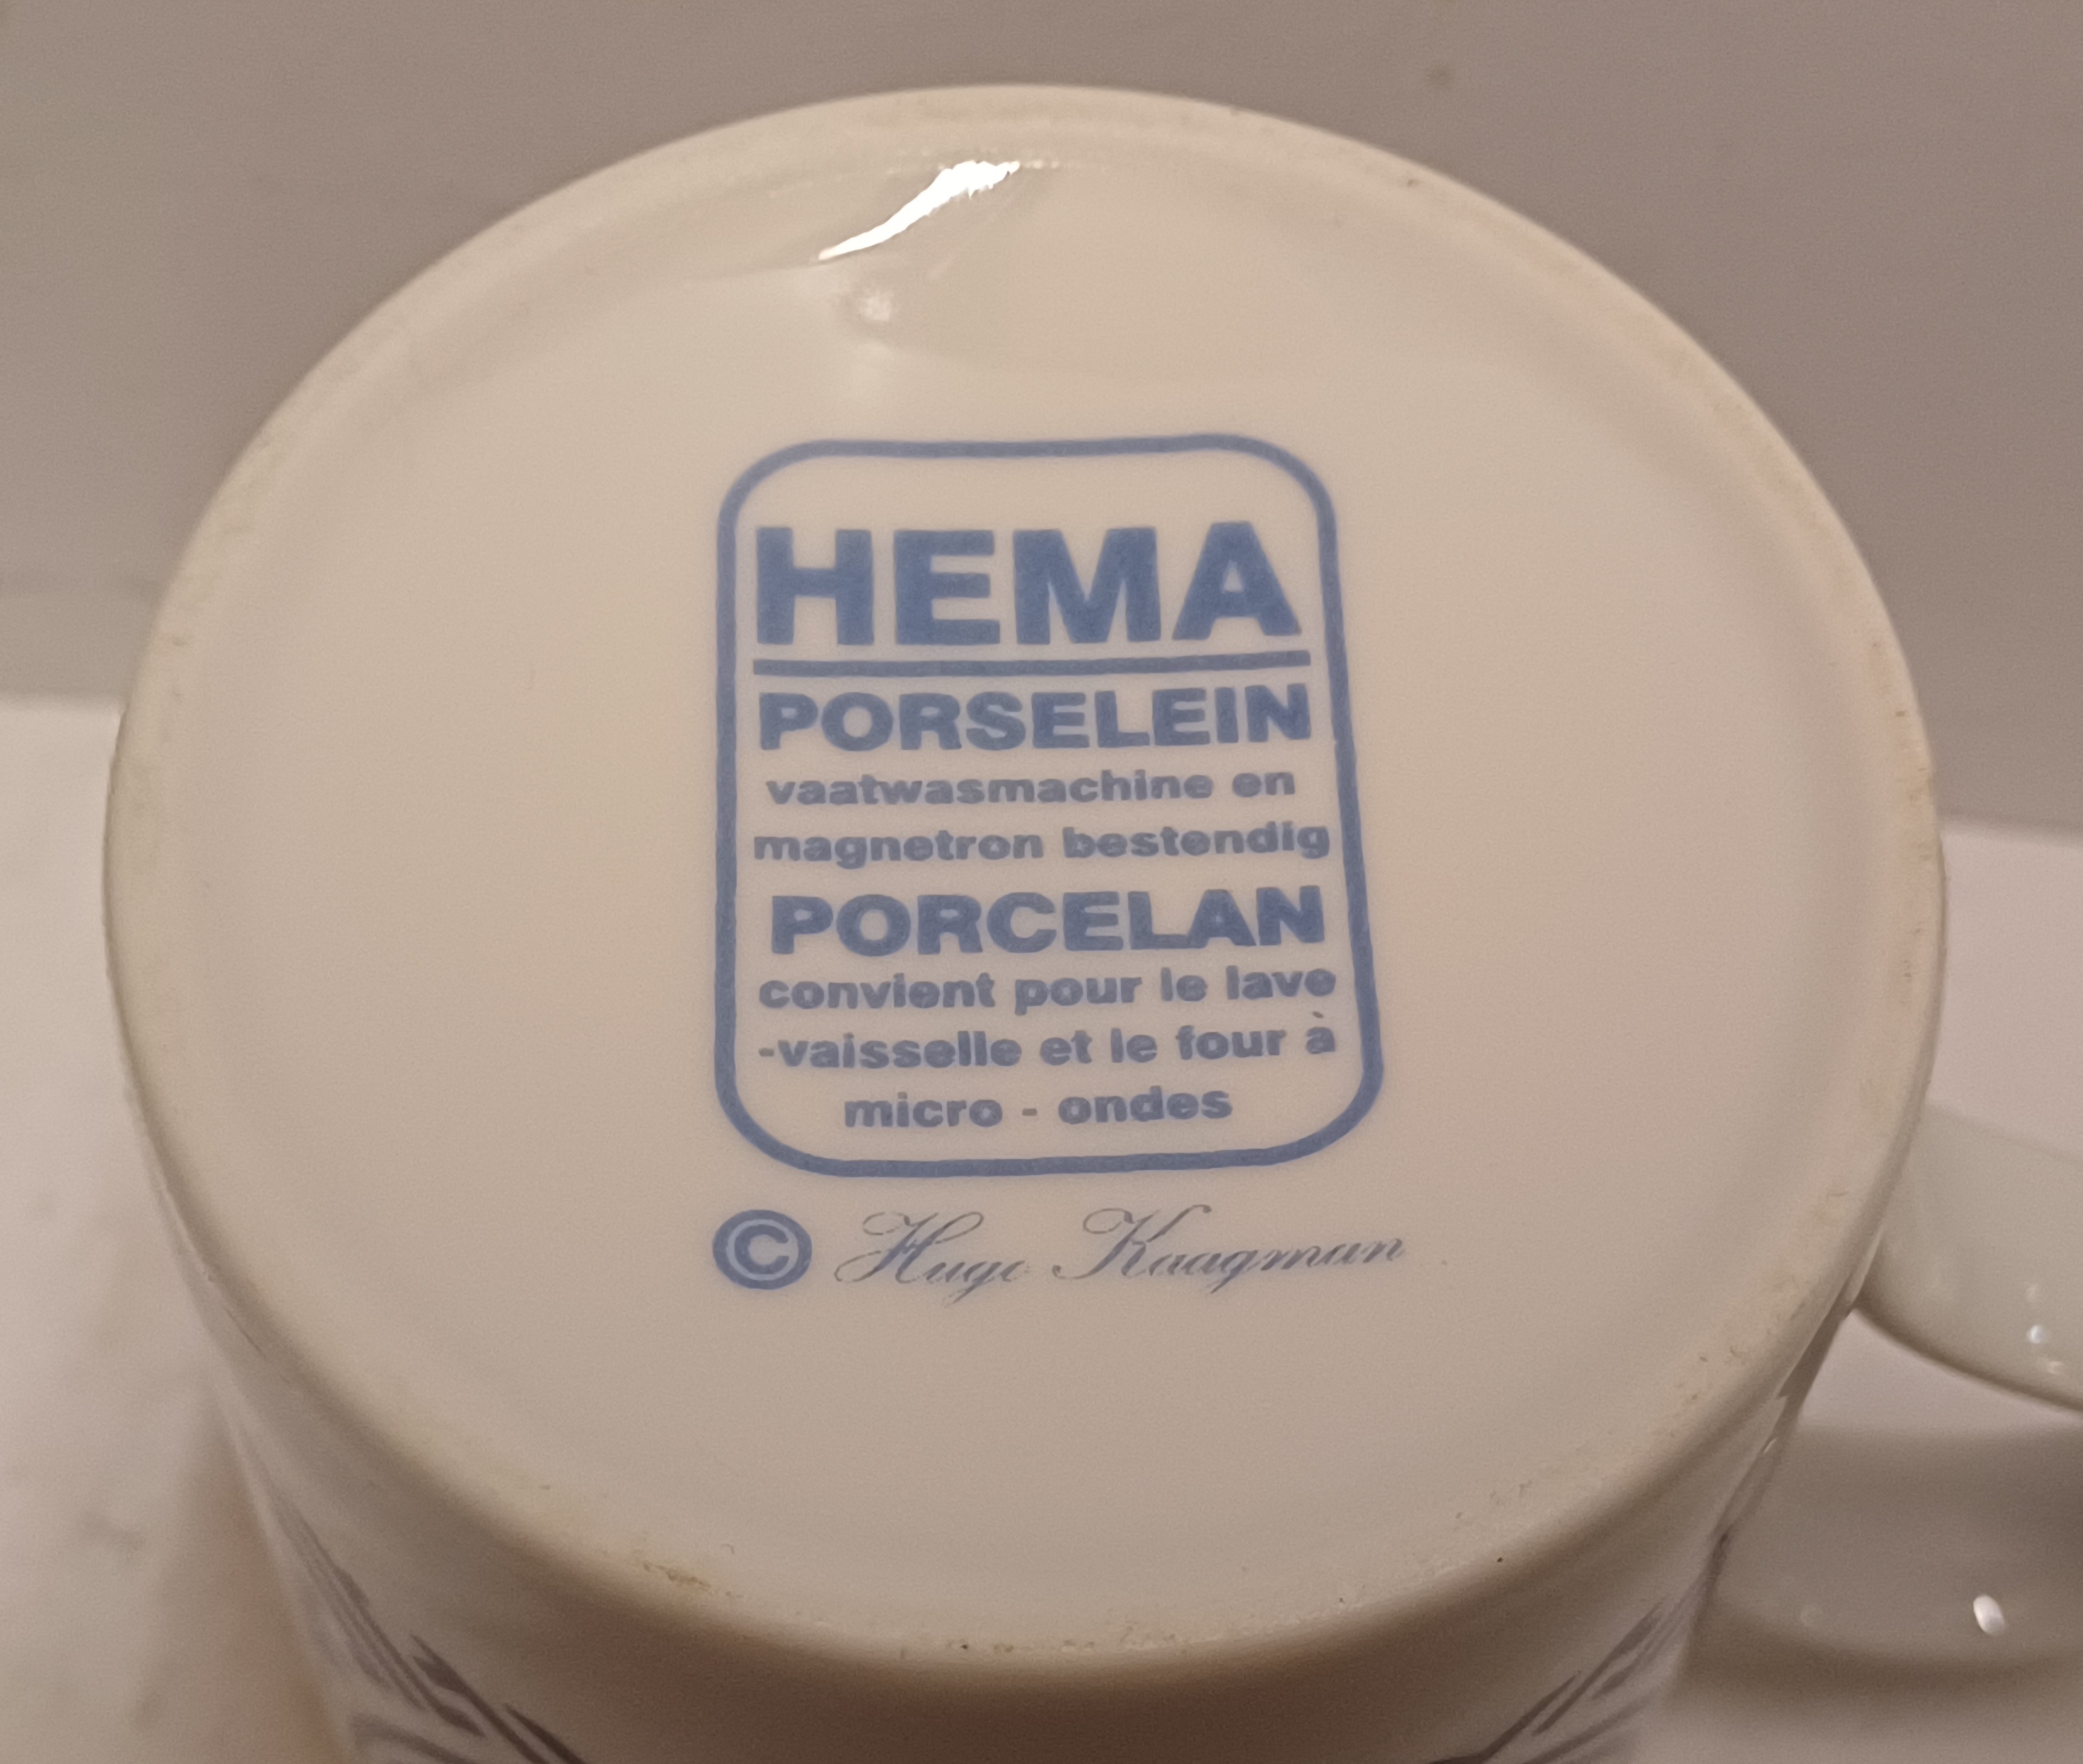 HEMA
PORSELEIN
vaatwasmachine en
magnetron bestendig
PORCELAN
convient pour le lave
-vaisselle et le four à
micro - ondes
© Hugo Kaagman